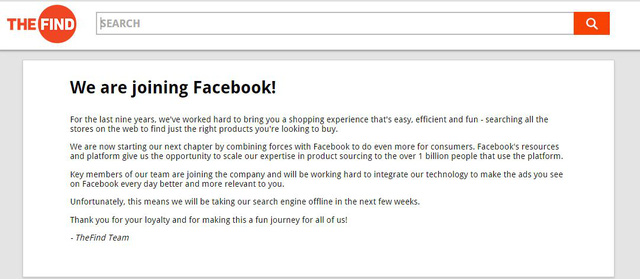 THE FIND
SEARCH
We are joining Facebook!
For the last nine years, we've worked hard to bring you a shopping experience that's easy, efficient and fun - searching all the
stores on the web to find just the right products you're looking to buy.
We are now starting our next chapter by combining forces with Facebook to do even more for consumers. Facebook's resources
and platform give us the opportunity to scale our expertise in product sourcing to the over 1 billion people that use the platform.
Key members of our team are joining the company and will be working hard to integrate our technology to make the ads you see
on Facebook every day better and more relevant to you.
Unfortunately, this means we will be taking our search engine offline in the next few weeks.
Thank you for your loyalty and for making this a fun journey for all of us!
- TheFind Team